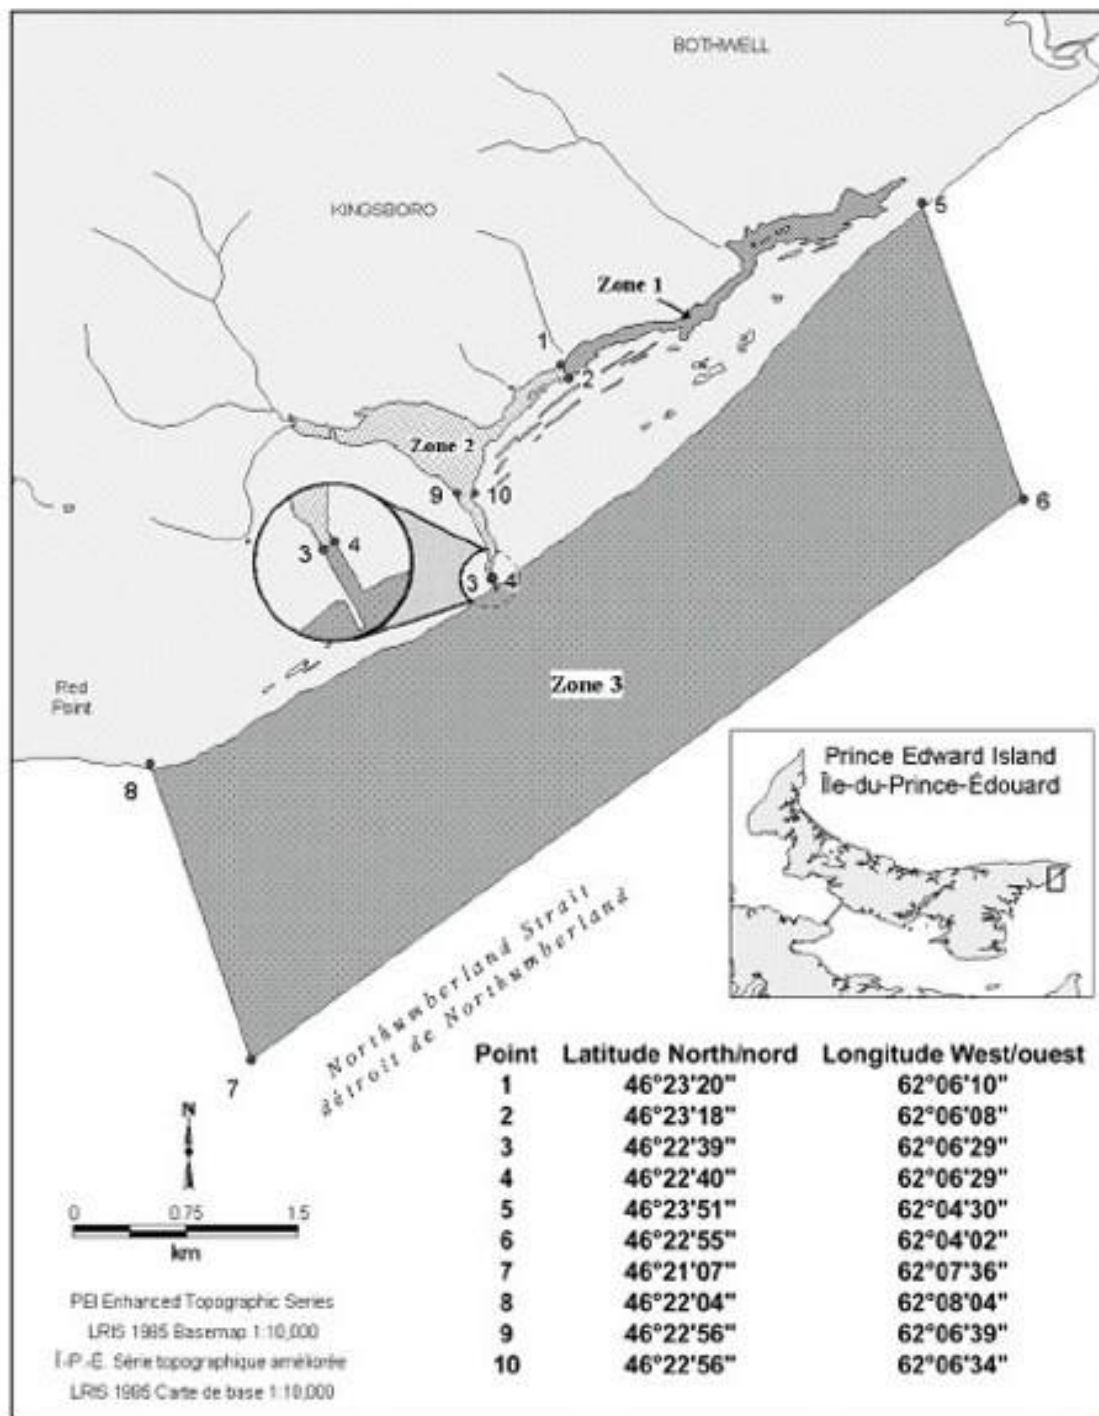 BOTHWELL
5
KINGSBORO
Zone 1
1
2
Zone 2
9
10
6
3
4
3
4
Zone 3
Red
Point
8
Prince Edward Island
Île-du-Prince-Édouard
Northumberland Strait
Détroit de Northumberland
7
N
0 0.75 1.5
km
PEI Enhanced Topographic Series
LRIS 1985 Basemap 1:10,000
Î-P.-E. Série topographique améliorée
LRIS 1985 Carte de base 1:10,000
Point Latitude North/nord Longitude West/ouest
1 46°23'20" 62°06'10"
2 46°23'18" 62°06'08"
3 46°22'39" 62°06'29"
4 46°22'40" 62°06'29"
5 46°23'51" 62°04'30"
6 46°22'55" 62°04'02"
7 46°21'07" 62°07'36"
8 46°22'04" 62°08'04"
9 46°22'56" 62°06'39"
10 46°22'56" 62°06'34"